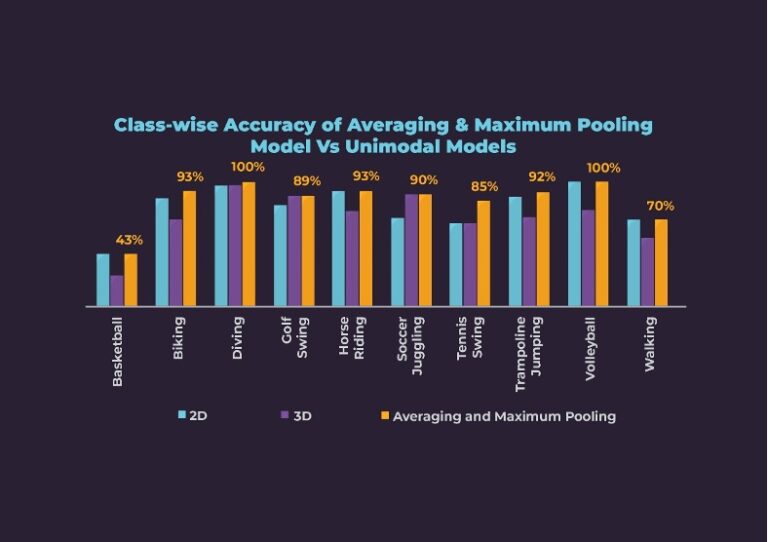 Class-wise Accuracy of Averaging & Maximum Pooling
Model Vs Unimodal Models
43%
93%
100%
89%
93%
90%
85%
92%
100%
70%
Basketball
Biking
Diving
Golf
Swing
Horse
Riding
Soccer
Juggling
Tennis
Swing
Trampoline
Jumping
Volleyball
Walking
2D
3D
Averaging and Maximum Pooling